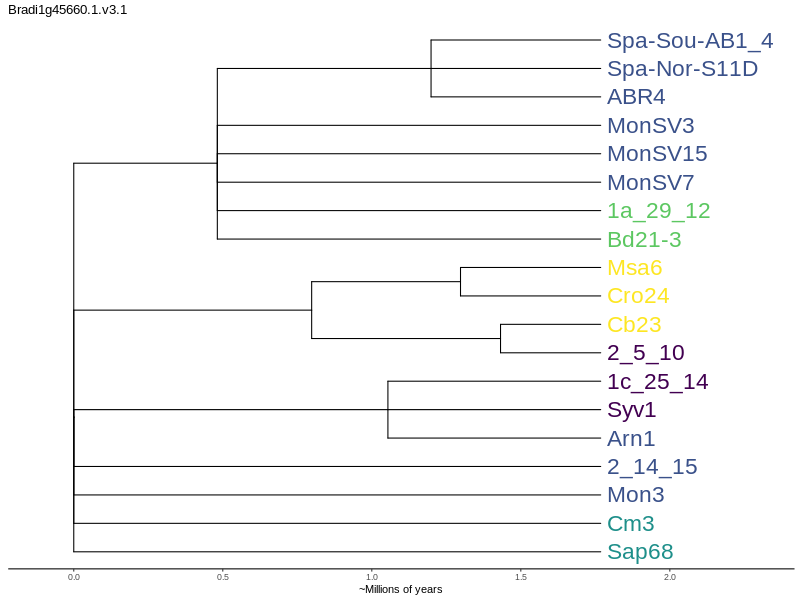 Bradi1g45660.1.v3.1
Spa-Sou-AB1_4
Spa-Nor-S11D
ABR4
MonSV3
MonSV15
MonSV7
1a_29_12
Bd21-3
Msa6
Cro24
Cb23
2_5_10
1c_25_14
Syv1
Arn1
2_14_15
Mon3
Cm3
Sap68
0.0 0.5 1.0 1.5 2.0
~Millions of years